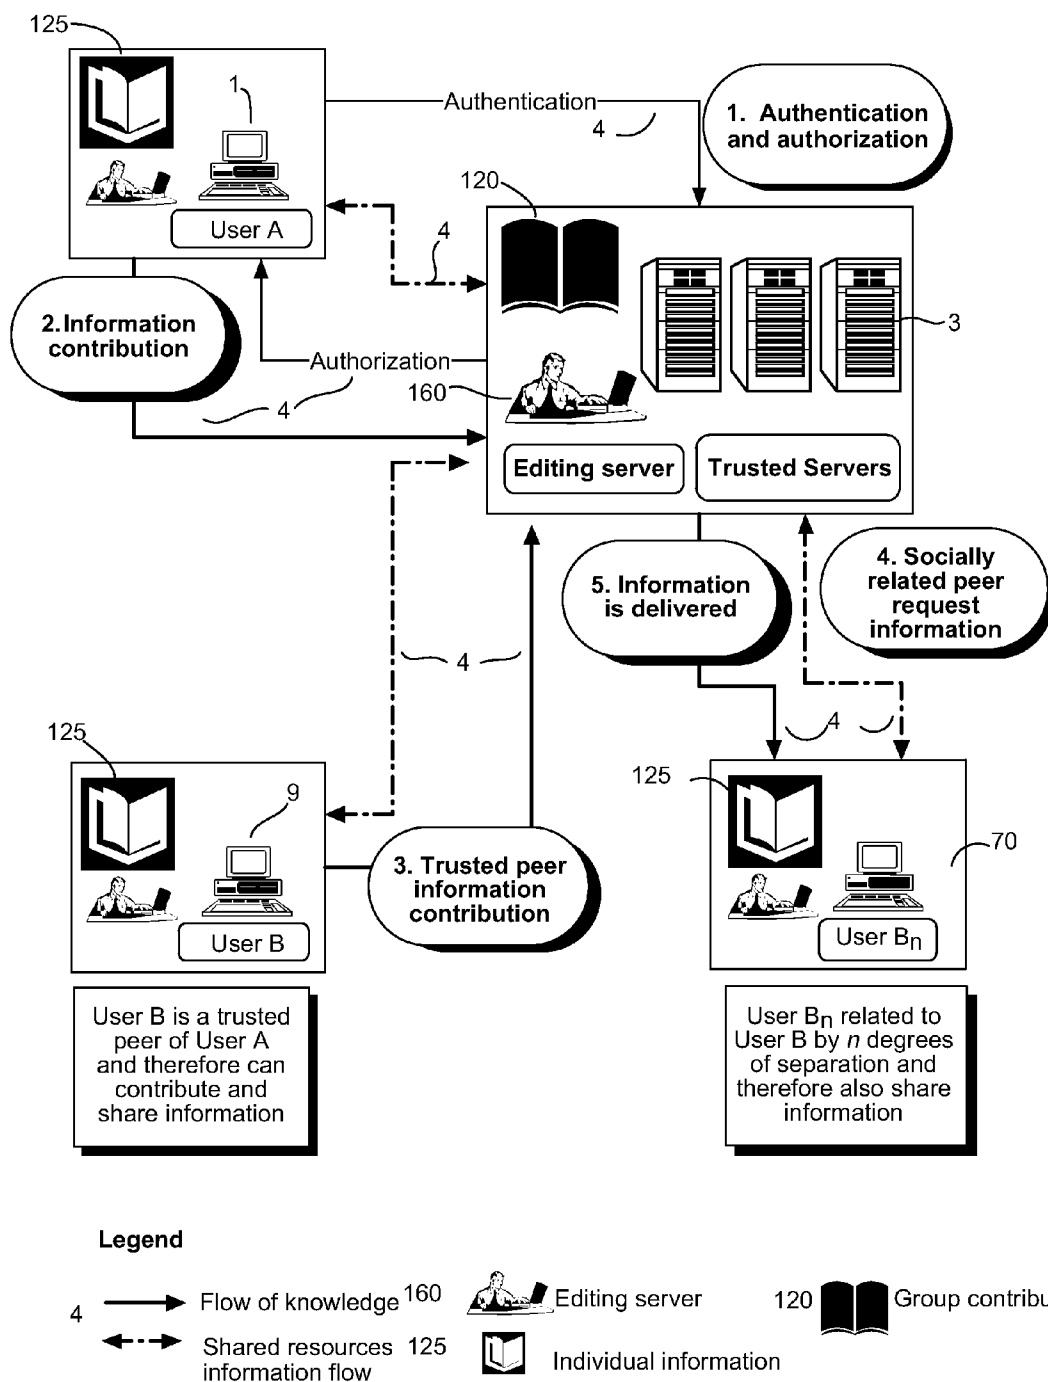 125
1
User A
Authentication
4
1. Authentication
and authorization
120
4
3
2. Information
contribution
Authorization
4
160
Editing server
Trusted Servers
5. Information
is delivered
4. Socially
related peer
request
information
4
4
125
9
User B
3. Trusted peer
information
contribution
125
70
User Bn
User B is a trusted
peer of User A
and therefore can
contribute and
share information
User Bn related to
User B by n degrees
of separation and
therefore also share
information
Legend
4
Flow of knowledge
160
Editing server
120
Group contribu
Shared resources
information flow
125
Individual information